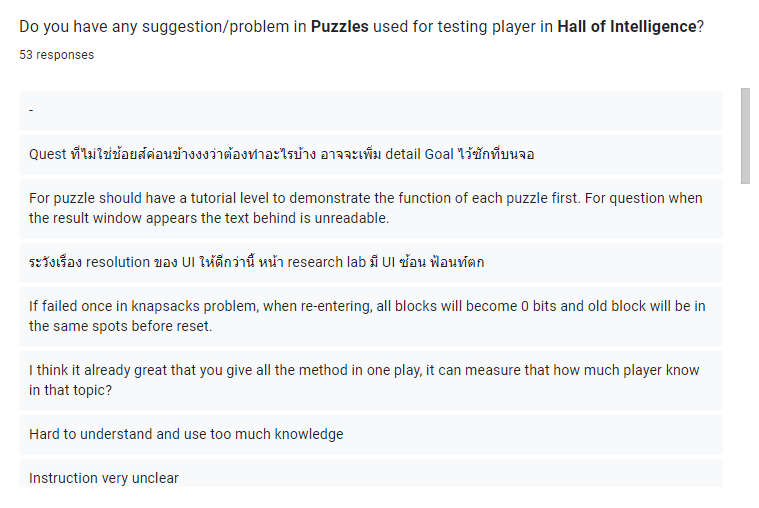 Do you have any suggestion/problem in Puzzles used for testing player in Hall of Intelligence?
53 responses
-
Quest ที่ไม่ใช่ช้อยส์ค่อนข้างงงว่าต้องทำอะไรบ้าง อาจจะเพิ่ม detail Goal ไว้ซักที่บนจอ
For puzzle should have a tutorial level to demonstrate the function of each puzzle first. For question when
the result window appears the text behind is unreadable.
ระวังเรื่อง resolution ของ UI ให้ดีกว่านี้ หน้า research lab มี UI ซ้อน ฟ้อนท์ตก
If failed once in knapsacks problem, when re-entering, all blocks will become 0 bits and old block will be in
the same spots before reset.
I think it already great that you give all the method in one play, it can measure that how much player know
in that topic?
Hard to understand and use too much knowledge
Instruction very unclear